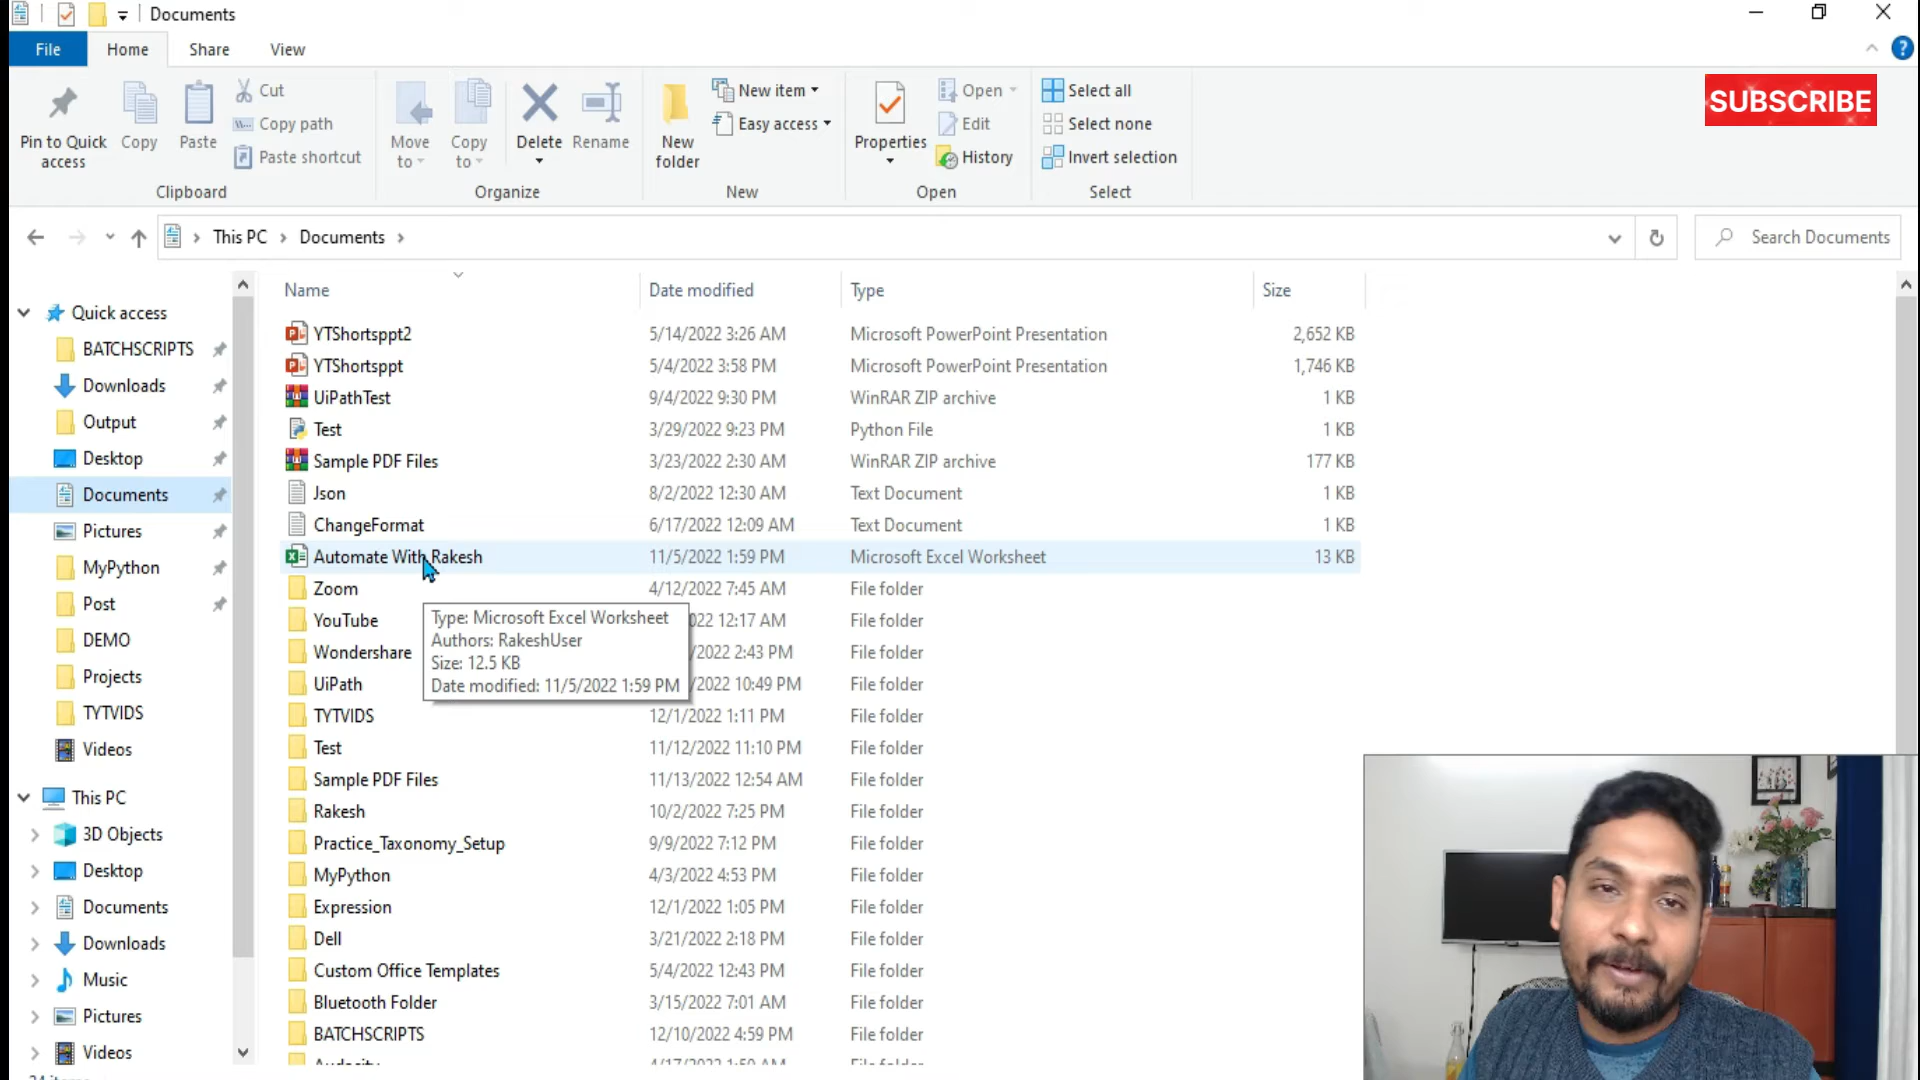 Documents
File Home Share View
SUBSCRIBE
Pin to Quick access
Copy
Paste
Cut
Copy path
Paste shortcut
Clipboard
Move to
Copy to
Delete
Rename
Organize
New folder
New item
Easy access
New
Properties
Open
Edit
History
Open
Select all
Select none
Invert selection
Select
This PC Documents
Search Documents
Quick access
BATCHSCRIPTS
Downloads
Output
Desktop
Documents
Pictures
MyPython
Post
DEMO
Projects
TYTVIDS
Videos
This PC
3D Objects
Desktop
Documents
Downloads
Music
Pictures
Videos
Name Date modified Type Size
YTShortsppt2 5/14/2022 3:26 AM Microsoft PowerPoint Presentation 2,652 KB
YTShortsppt 5/4/2022 3:58 PM Microsoft PowerPoint Presentation 1,746 KB
UiPathTest 9/4/2022 9:30 PM WinRAR ZIP archive 1 KB
Test 3/29/2022 9:23 PM Python File 1 KB
Sample PDF Files 3/23/2022 2:30 AM WinRAR ZIP archive 177 KB
Json 8/2/2022 12:30 AM Text Document 1 KB
ChangeFormat 6/17/2022 12:09 AM Text Document 1 KB
Automate With Rakesh 11/5/2022 1:59 PM Microsoft Excel Worksheet 13 KB
Zoom 4/12/2022 7:45 AM File folder
YouTube 022 12:17 AM File folder
Wondershare /2022 2:43 PM File folder
UiPath /2022 10:49 PM File folder
TYTVIDS 12/1/2022 1:11 PM File folder
Test 11/12/2022 11:10 PM File folder
Sample PDF Files 11/13/2022 12:54 AM File folder
Rakesh 10/2/2022 7:25 PM File folder
Practice_Taxonomy_Setup 9/9/2022 7:12 PM File folder
MyPython 4/3/2022 4:53 PM File folder
Expression 12/1/2022 1:05 PM File folder
Dell 3/21/2022 2:18 PM File folder
Custom Office Templates 5/4/2022 12:43 PM File folder
Bluetooth Folder 3/15/2022 7:01 AM File folder
BATCHSCRIPTS 12/10/2022 4:59 PM File folder
Type: Microsoft Excel Worksheet
Authors: RakeshUser
Size: 12.5 KB
Date modified: 11/5/2022 1:59 PM